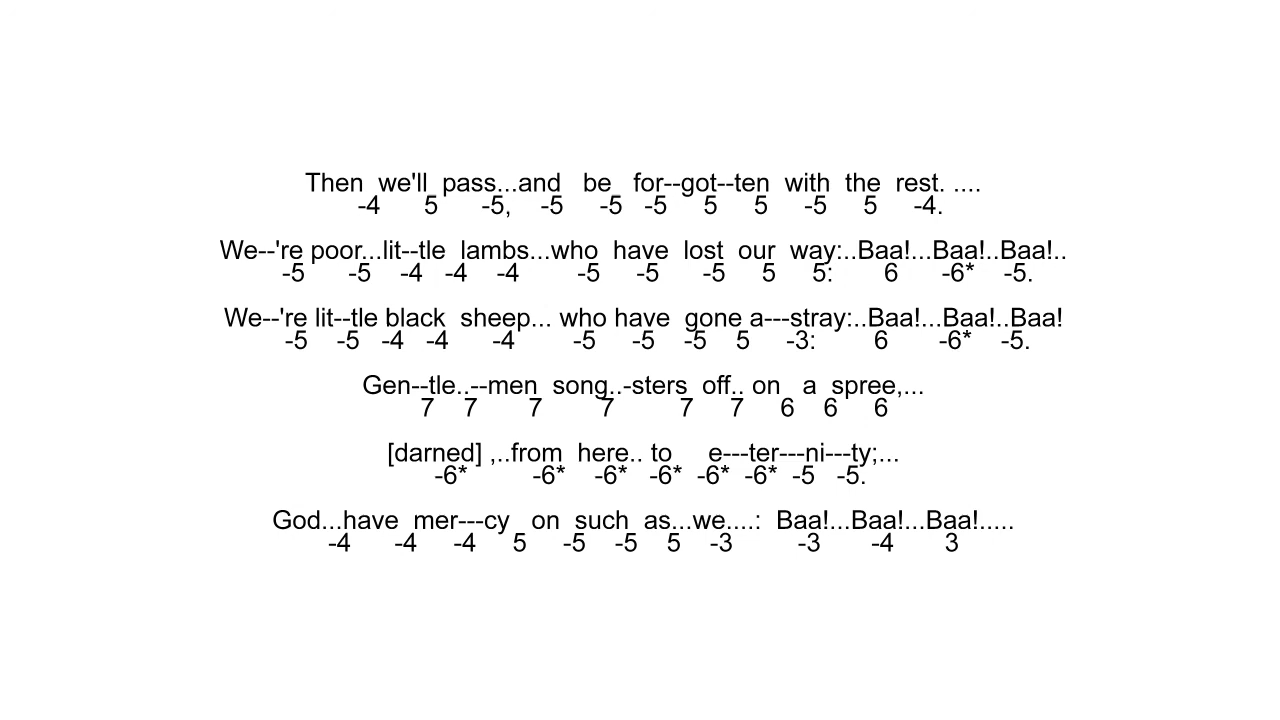 Then we'll pass...and be for--got--ten with the rest. ....
-4 5 -5, -5 -5 -5 5 5 -5 5 -4.
We--'re poor...lit--tle lambs...who have lost our way:..Baa!...Baa!..Baa!..
-5 -5 -4 -4 -4 -5 -5 -5 5 5: 6 -6* -5.
We--'re lit--tle black sheep... who have gone a---stray:..Baa!...Baa!..Baa!
-5 -5 -4 -4 -4 -5 -5 -5 5 -3: 6 -6* -5.
Gen--tle..--men song..-sters off.. on a spree,...
7 7 7 7 7 7 6 6 6
[darned] ,..from here.. to e---ter---ni---ty;...
-6* -6* -6* -6* -6* -6* -5 -5.
God...have mer---cy on such as...we....: Baa!...Baa!...Baa!.....
-4 -4 -4 5 -5 -5 5 -3 -3 -4 3